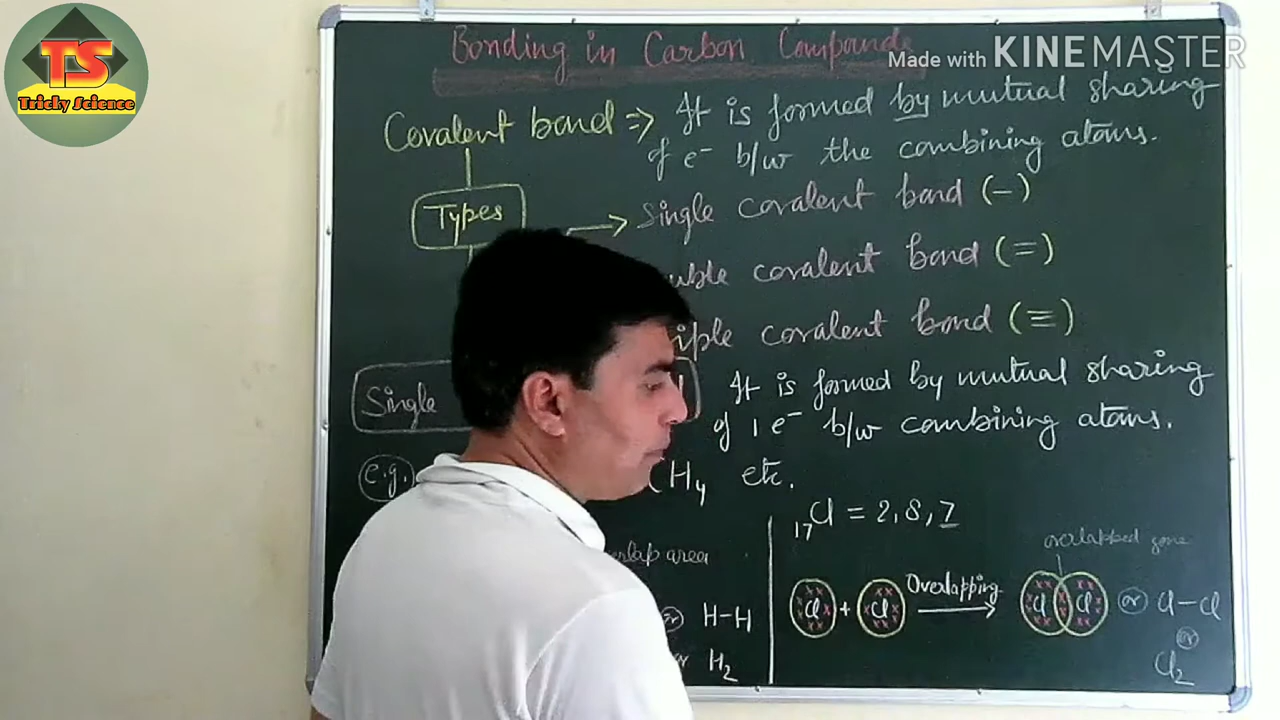 TS
Tricky Science
Made with KINEMASTER
Bonding in Carbon Compounds
Covalent bond => It is formed by mutual sharing
of e⁻ b/w the combining atoms.
Types
Single covalent bond (-)
uble covalent bond (=)
iple covalent bond (≡)
Single
It is formed by mutual sharing
of 1 e⁻ b/w combining atoms.
e.g.
CH₄ etc.
₁₇Cl = 2, 8, 7
rlap area
overlapped zone
Cl + Cl Overlapping → Cl Cl or Cl-Cl
or
Cl₂
or H-H
or H₂